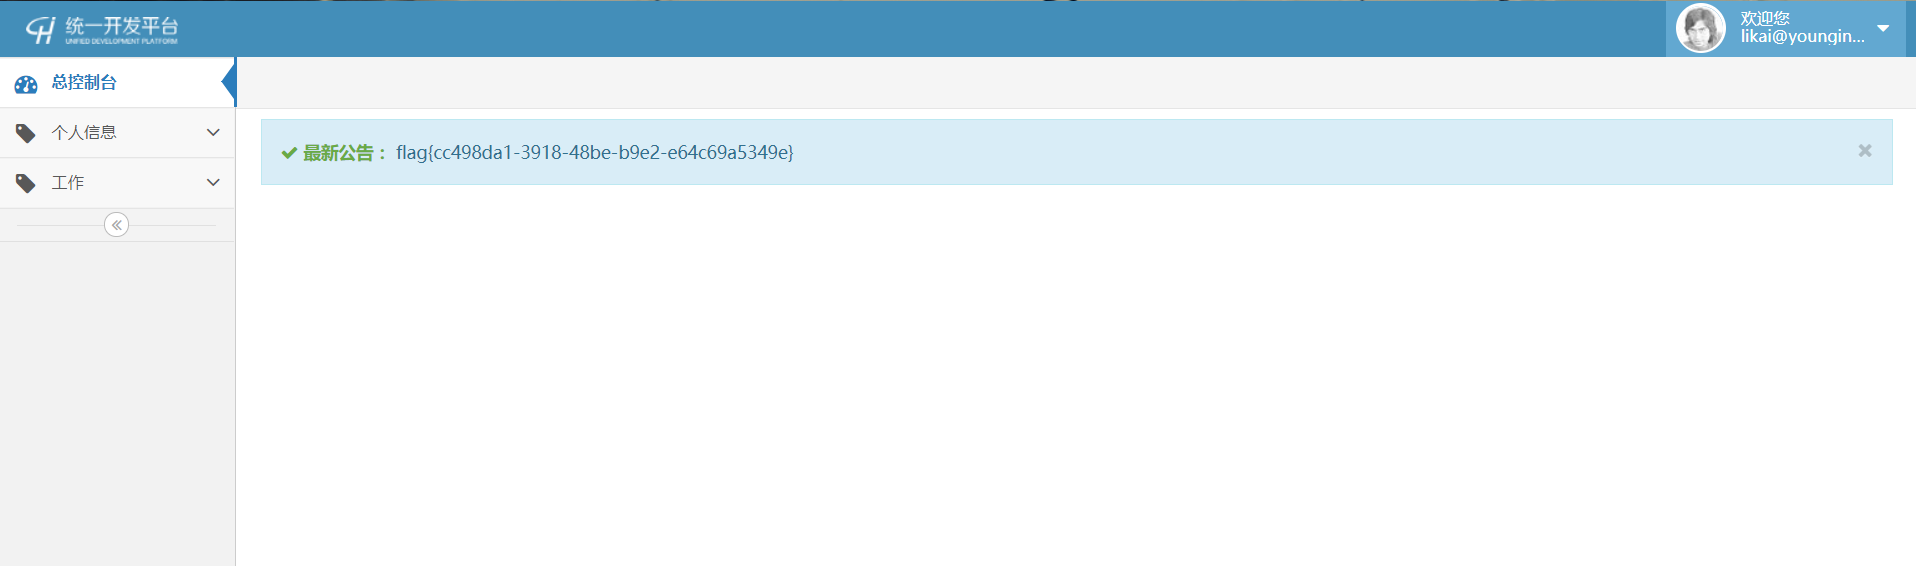 统一开发平台
UNIFIED DEVELOPMENT PLATFORM
欢迎您
likai@youngin...
总控制台
个人信息
工作
最新公告： flag{cc498da1-3918-48be-b9e2-e64c69a5349e}